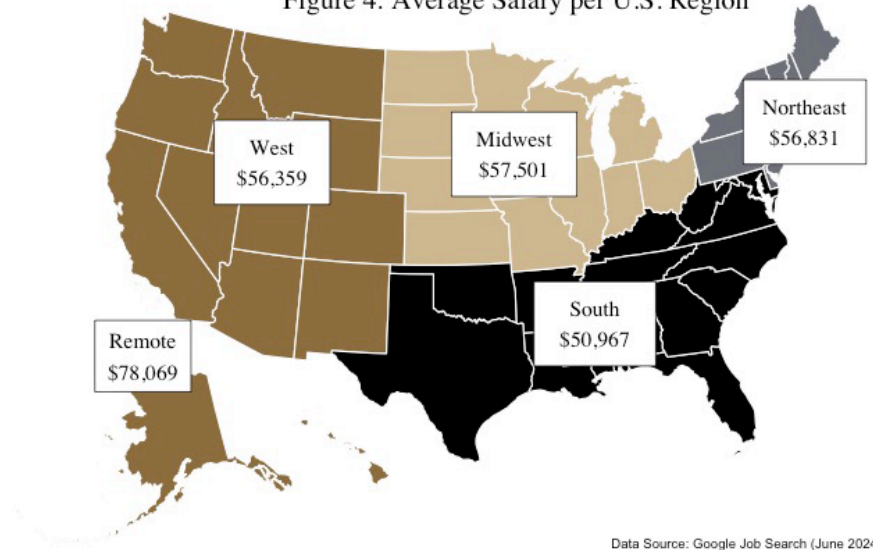 Figure 4. Average Salary per U.S. Region
Northeast
$56,831
Midwest
$57,501
West
$56,359
South
$50,967
Remote
$78,069
Data Source: Google Job Search (June 2024